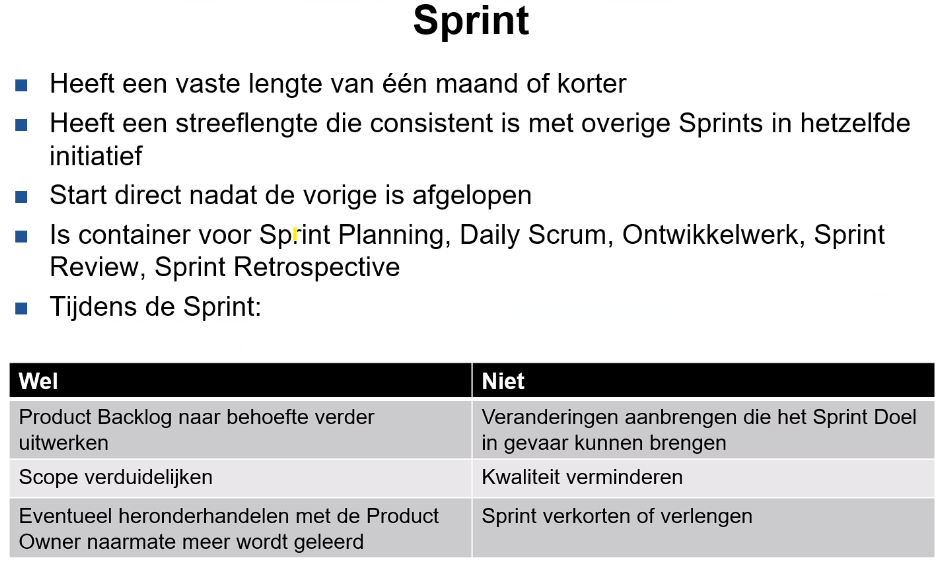 Sprint
Heeft een vaste lengte van één maand of korter
Heeft een streeflengte die consistent is met overige Sprints in hetzelfde
initiatief
Start direct nadat de vorige is afgelopen
Is container voor Sprint Planning, Daily Scrum, Ontwikkelwerk, Sprint
Review, Sprint Retrospective
Tijdens de Sprint:
Wel
Niet
Product Backlog naar behoefte verder
uitwerken
Veranderingen aanbrengen die het Sprint Doel
in gevaar kunnen brengen
Scope verduidelijken
Kwaliteit verminderen
Eventueel heronderhandelen met de Product
Owner naarmate meer wordt geleerd
Sprint verkorten of verlengen